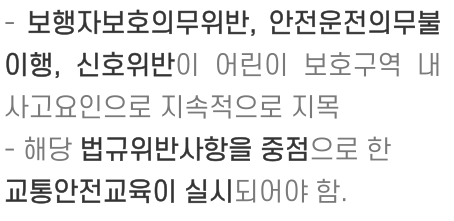 - 보행자보호의무위반, 안전운전의무불
이행, 신호위반이 어린이 보호구역 내
사고요인으로 지속적으로 지목
- 해당 법규위반사항을 중점으로 한
교통안전교육이 실시되어야 함.